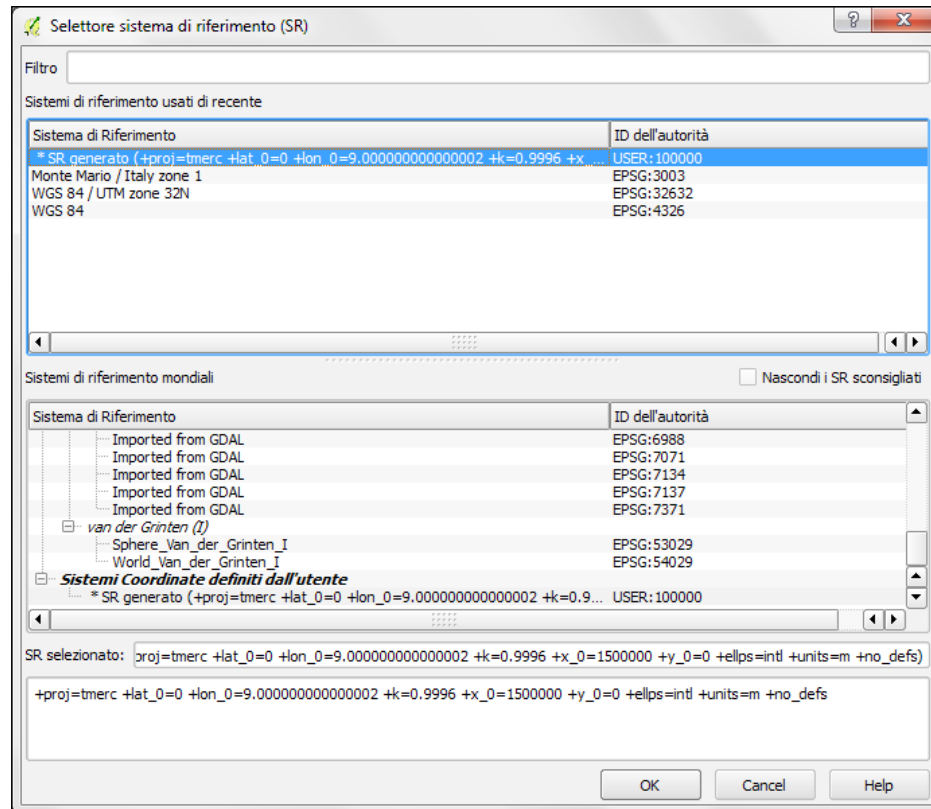 Selettore sistema di riferimento (SR)
Filtro
Sistemi di riferimento usati di recente
Sistema di Riferimento ID dell'autorità
* SR generato (+proj=tmerc +lat_0=0 +lon_0=9.000000000000002 +k=0.9996 +x_... USER:100000
Monte Mario / Italy zone 1 EPSG:3003
WGS 84 / UTM zone 32N EPSG:32632
WGS 84 EPSG:4326
Sistemi di riferimento mondiali Nascondi i SR sconsigliati
Sistema di Riferimento ID dell'autorità
Imported from GDAL EPSG:6988
Imported from GDAL EPSG:7071
Imported from GDAL EPSG:7134
Imported from GDAL EPSG:7137
Imported from GDAL EPSG:7371
van der Grinten (I)
Sphere_Van_der_Grinten_I EPSG:53029
World_Van_der_Grinten_I EPSG:54029
Sistemi Coordinate definiti dall'utente
* SR generato (+proj=tmerc +lat_0=0 +lon_0=9.000000000000002 +k=0.9... USER:100000
SR selezionato: proj=tmerc +lat_0=0 +lon_0=9.000000000000002 +k=0.9996 +x_0=1500000 +y_0=0 +ellps=intl +units=m +no_defs)
+proj=tmerc +lat_0=0 +lon_0=9.000000000000002 +k=0.9996 +x_0=1500000 +y_0=0 +ellps=intl +units=m +no_defs
OK Cancel Help